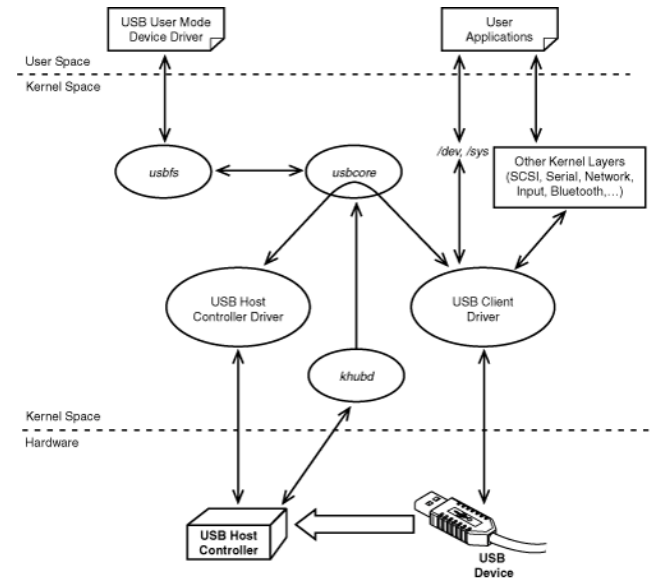 USB User Mode
Device Driver
User
Applications
User Space
Kernel Space
usbfs
usbcore
/dev, /sys
Other Kernel Layers
(SCSI, Serial, Network,
Input, Bluetooth,...)
USB Host
Controller Driver
USB Client
Driver
khubd
Kernel Space
Hardware
USB Host
Controller
USB
Device